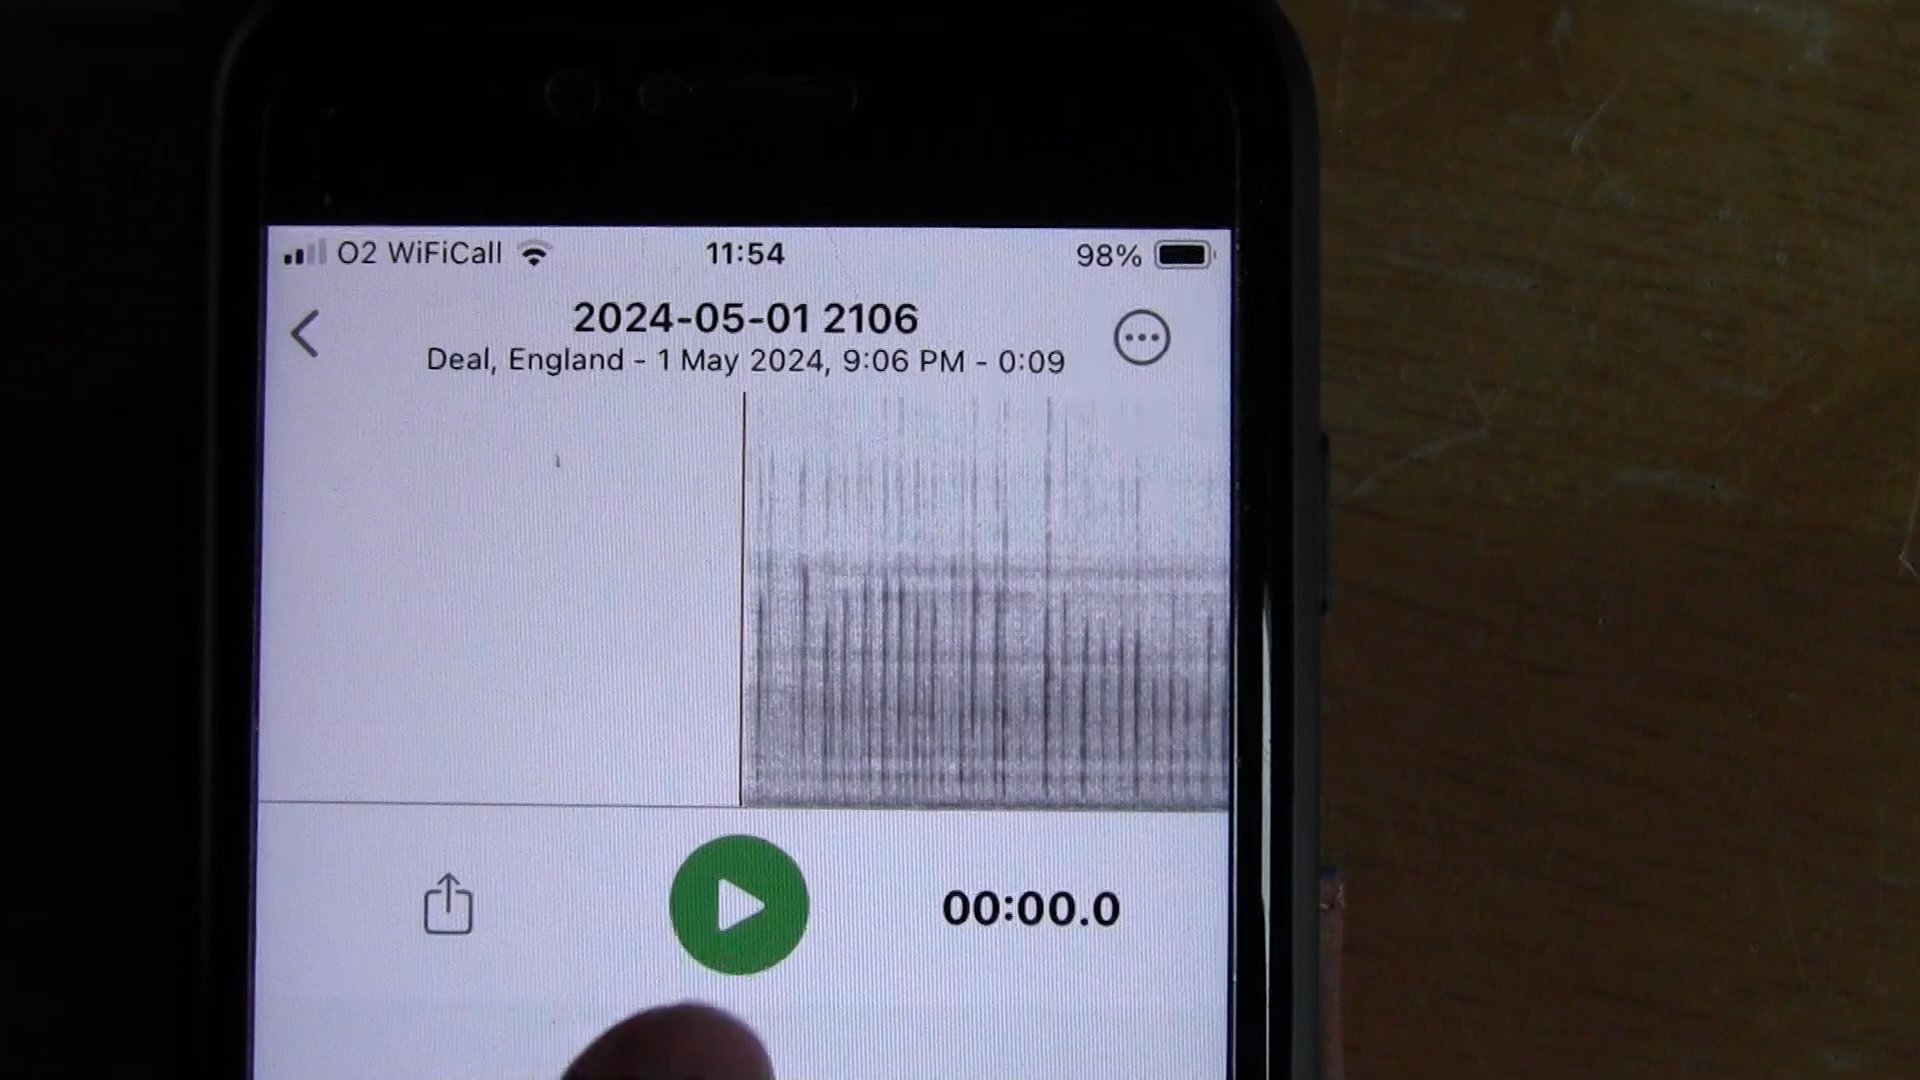 O2 WiFiCall 11:54 98%
2024-05-01 2106
Deal, England - 1 May 2024, 9:06 PM - 0:09
00:00.0